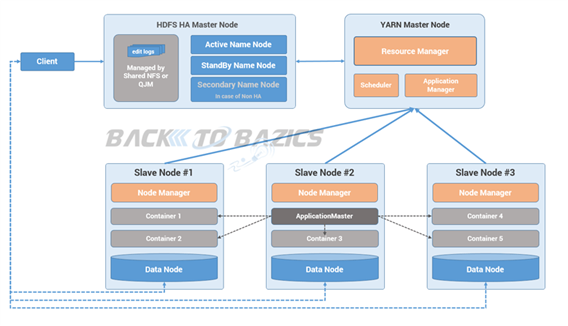 HDFS HA Master Node
YARN Master Node
Client
edit logs
Managed by
Shared NFS or
QJM
Active Name Node
StandBy Name Node
Secondary Name Node
In case of Non HA
Resource Manager
Scheduler
Application
Manager
BACK TO BAZICS
Slave Node #1
Slave Node #2
Slave Node #3
Node Manager
Node Manager
Node Manager
Container 1
ApplicationMaster
Container 4
Container 2
Container 3
Container 5
Data Node
Data Node
Data Node